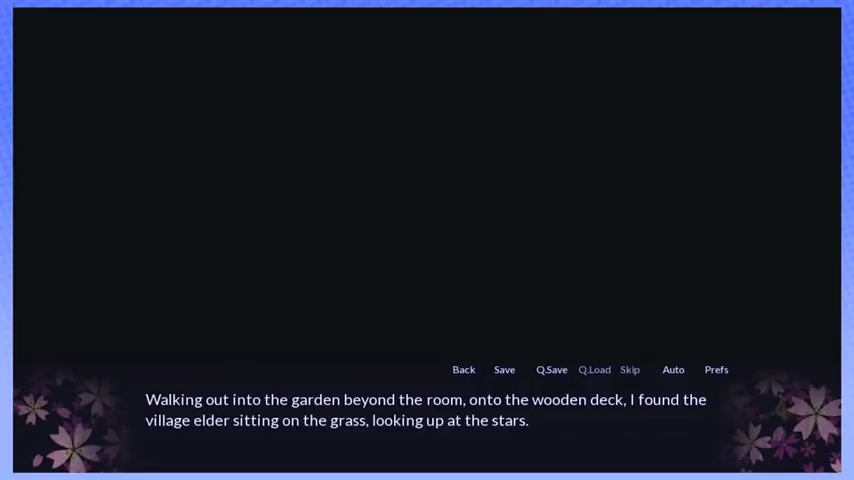 Back Save Q.Save Q.Load Skip Auto Prefs
Walking out into the garden beyond the room, onto the wooden deck, I found the
village elder sitting on the grass, looking up at the stars.